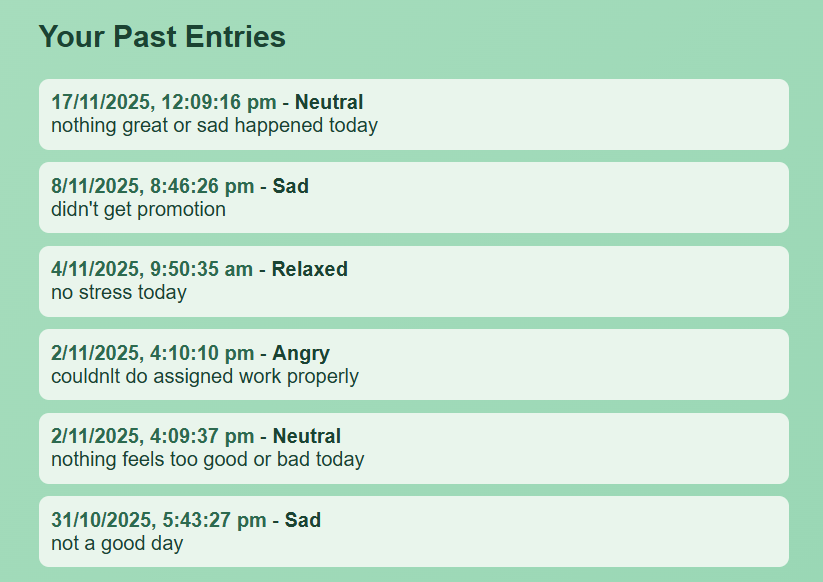 Your Past Entries
17/11/2025, 12:09:16 pm - Neutral
nothing great or sad happened today
8/11/2025, 8:46:26 pm - Sad
didn't get promotion
4/11/2025, 9:50:35 am - Relaxed
no stress today
2/11/2025, 4:10:10 pm - Angry
couldnlt do assigned work properly
2/11/2025, 4:09:37 pm - Neutral
nothing feels too good or bad today
31/10/2025, 5:43:27 pm - Sad
not a good day